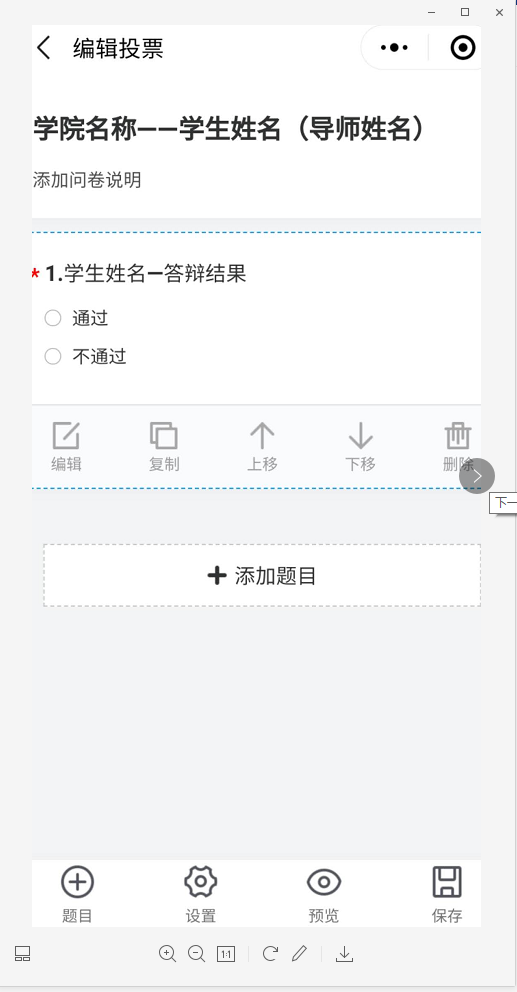 编辑投票
学院名称——学生姓名（导师姓名）
添加问卷说明
* 1.学生姓名—答辩结果
通过
不通过
编辑 复制 上移 下移 删除
下一
添加题目
题目 设置 预览 保存
1:1